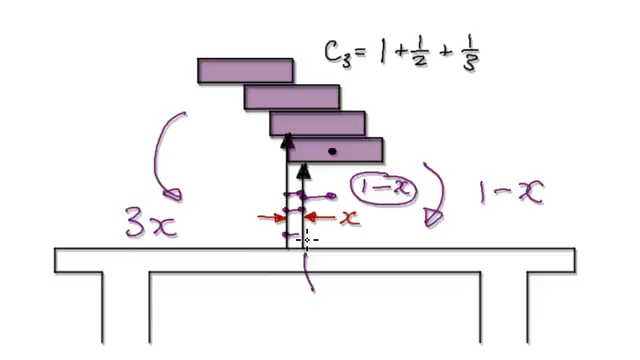 C₃ = 1 + 1/2 + 1/3
1-x
1-x
3x
x